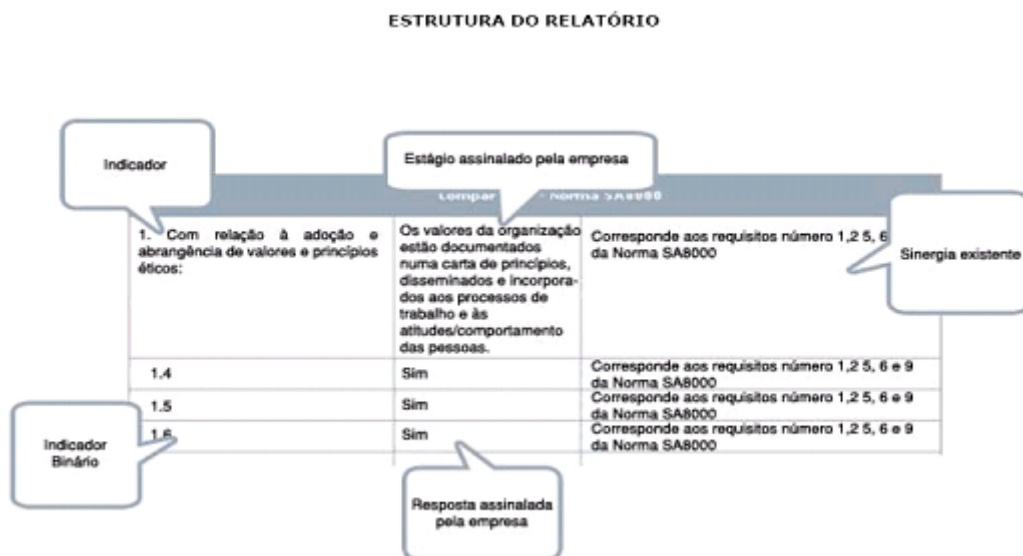 ESTRUTURA DO RELATÓRIO
Indicador
Estágio assinalado pela empresa
Norma SA8000
1. Com relação à adoção e
abrangência de valores e princípios
éticos:
Os valores da organização
estão documentados
numa carta de princípios,
disseminados e incorpora-
dos aos processos de
trabalho e às
atitudes/comportamento
das pessoas.
Corresponde aos requisitos número 1,2 5, 6
da Norma SA8000
Sinergia existente
1.4
Sim
Corresponde aos requisitos número 1,2 5, 6 e 9
da Norma SA8000
1.5
Sim
Corresponde aos requisitos número 1,2 5, 6 e 9
da Norma SA8000
1.6
Sim
Corresponde aos requisitos número 1,2 5, 6 e 9
da Norma SA8000
Indicador
Binário
Resposta assinalada
pela empresa